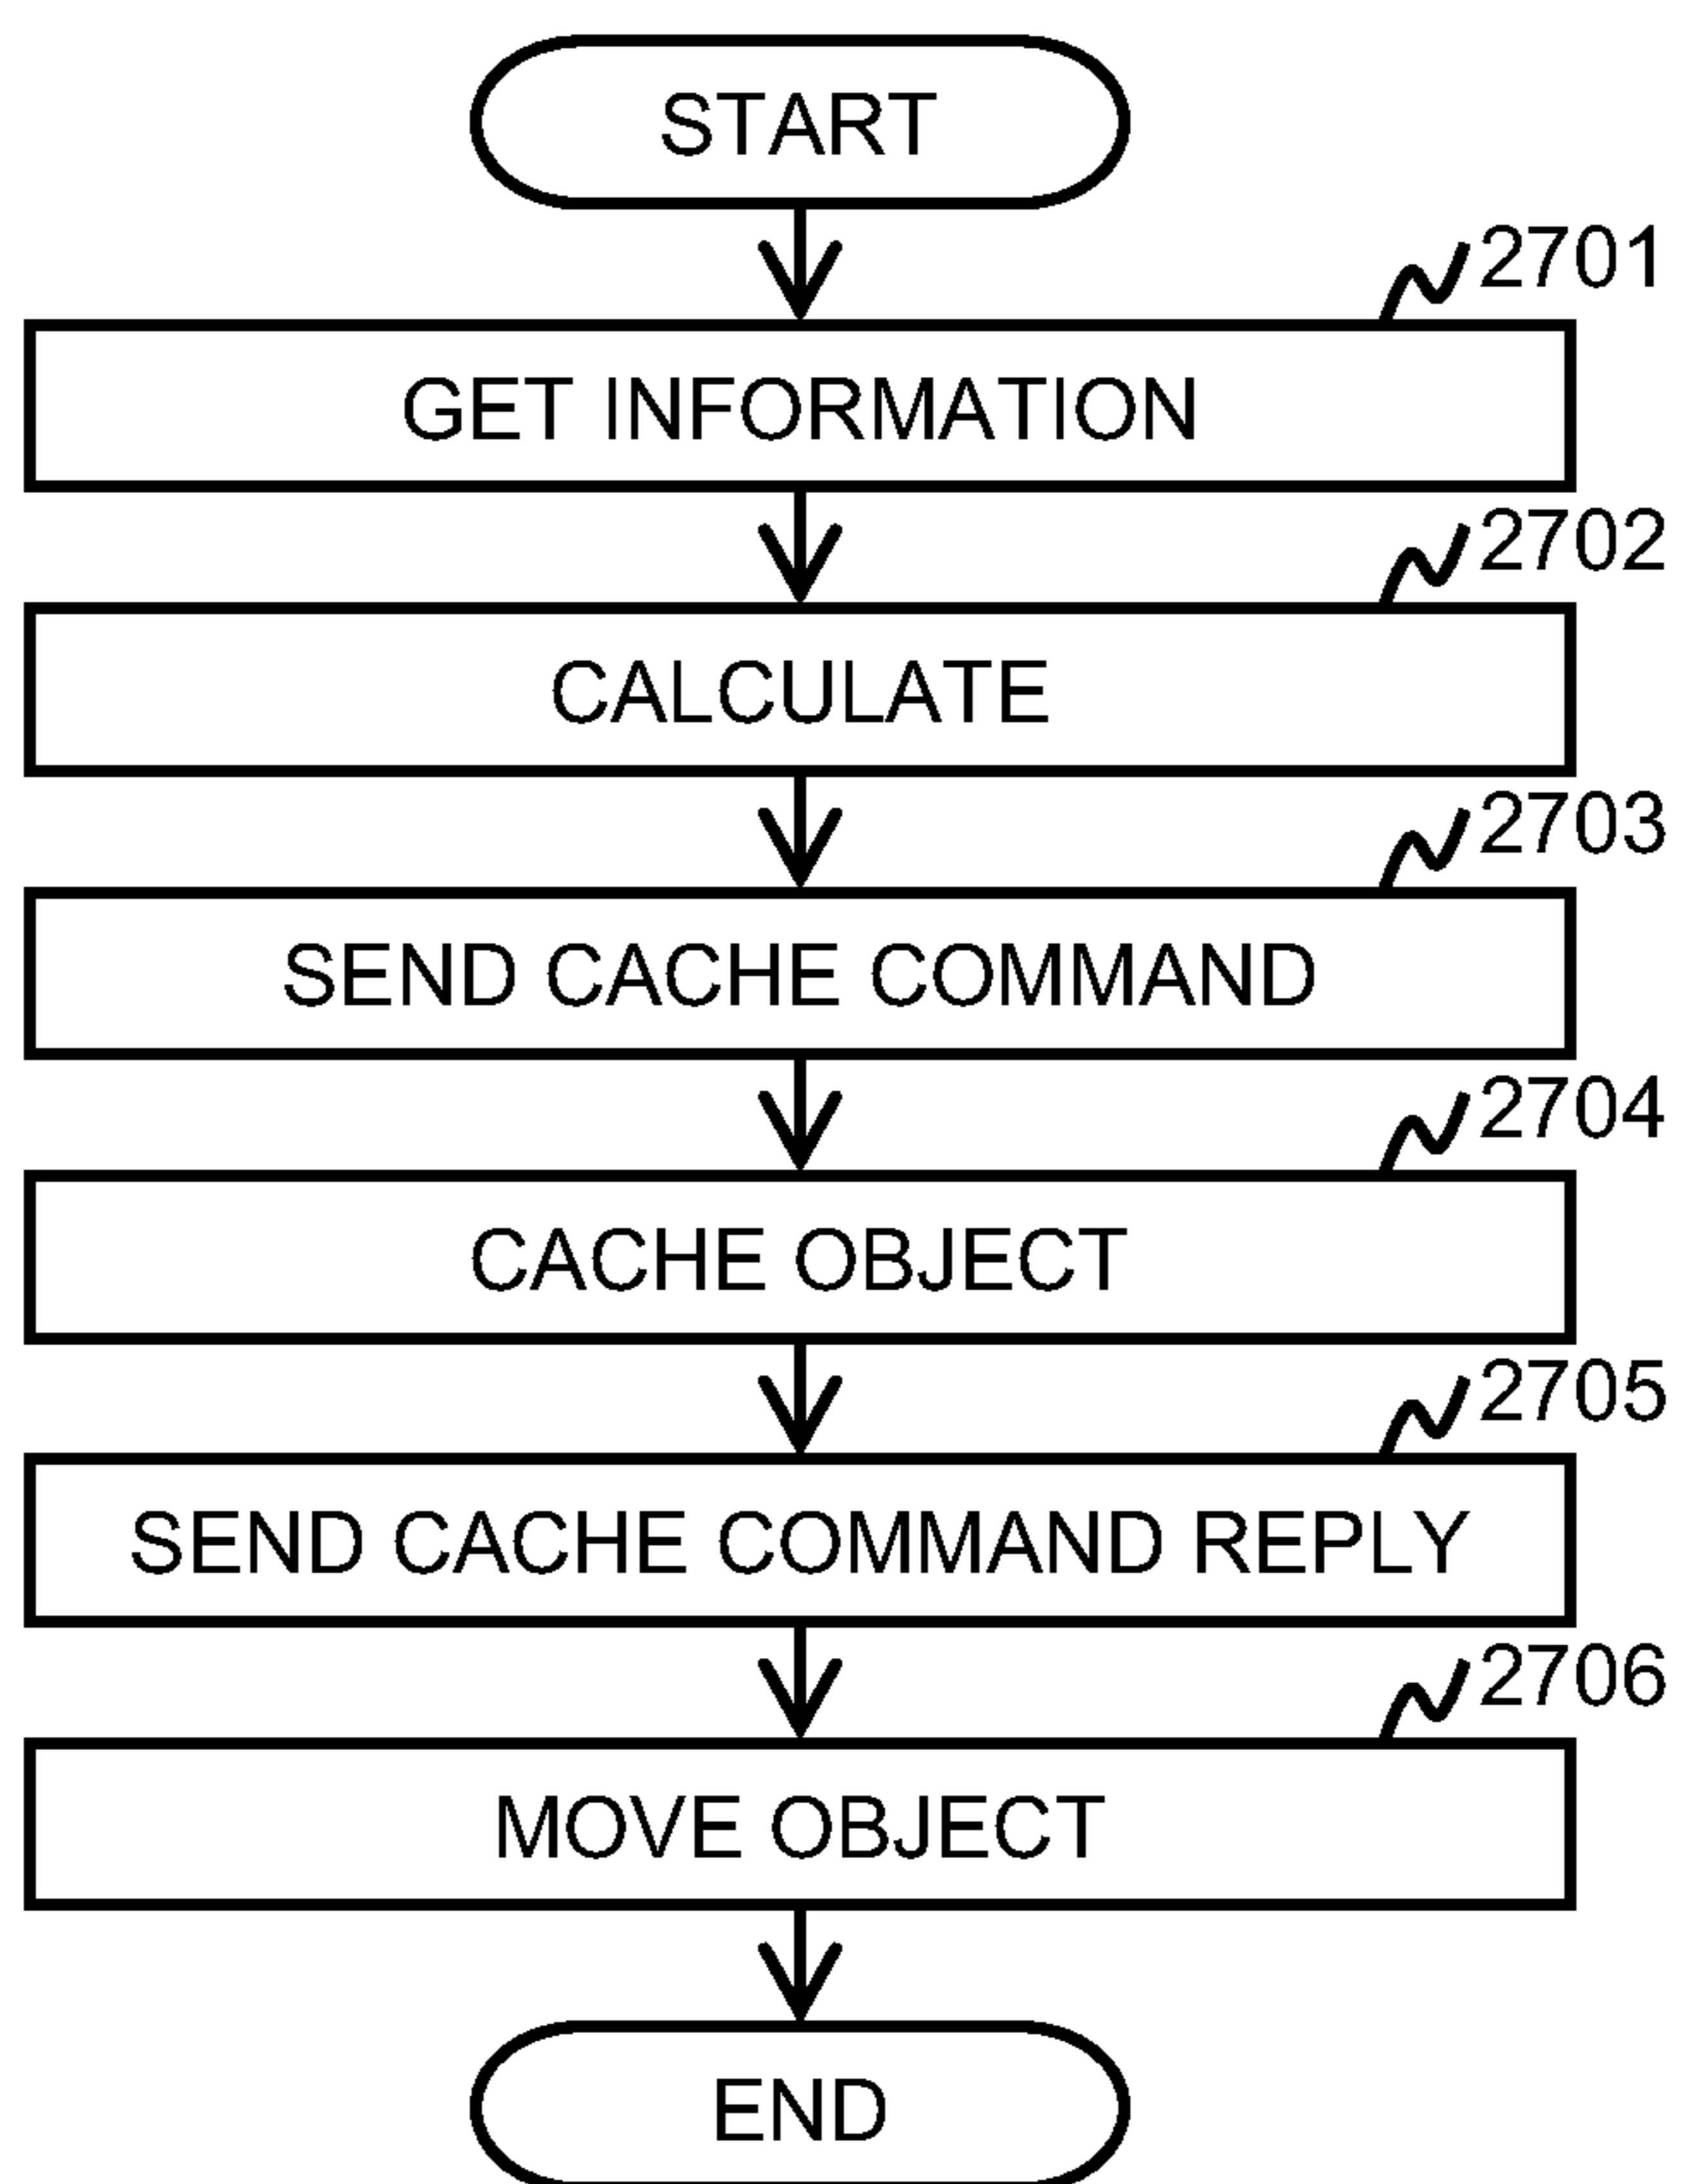 START
2701
GET INFORMATION
2702
CALCULATE
2703
SEND CACHE COMMAND
2704
CACHE OBJECT
2705
SEND CACHE COMMAND REPLY
2706
MOVE OBJECT
END